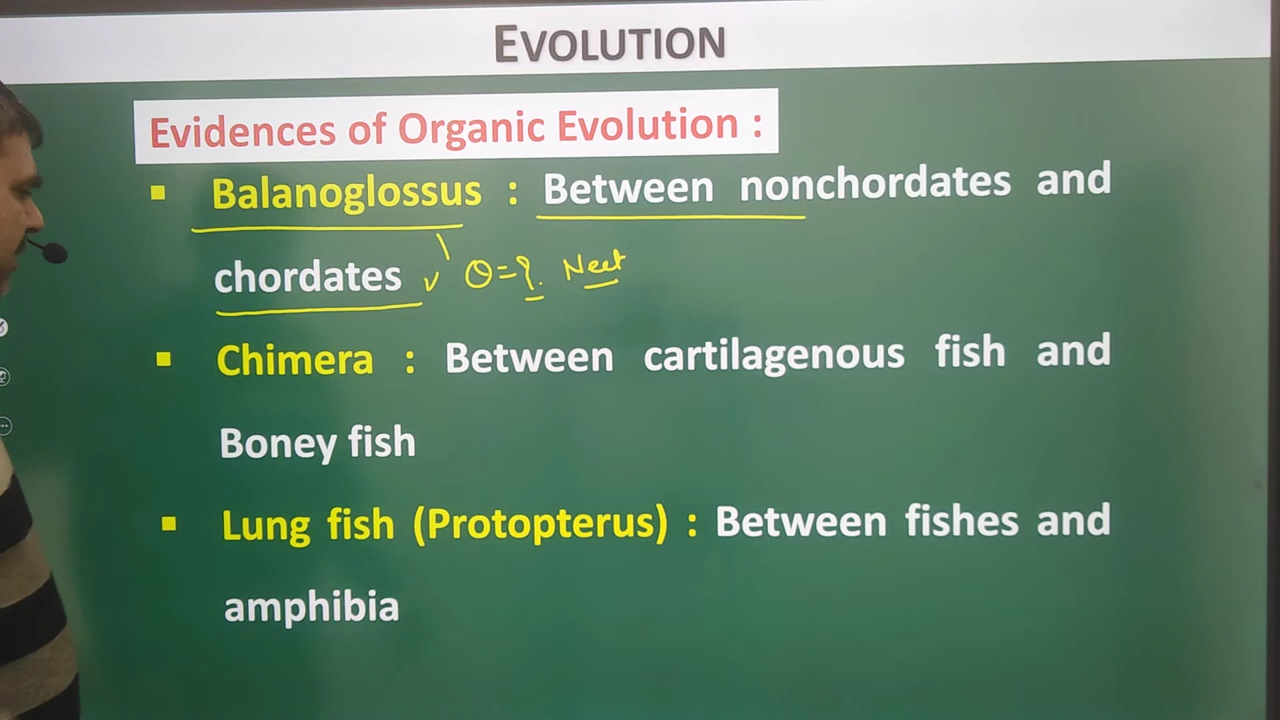 EVOLUTION
Evidences of Organic Evolution :
▪ Balanoglossus : Between nonchordates and
chordates ✓ Q=?. Neet
▪ Chimera : Between cartilagenous fish and
Boney fish
▪ Lung fish (Protopterus) : Between fishes and
amphibia